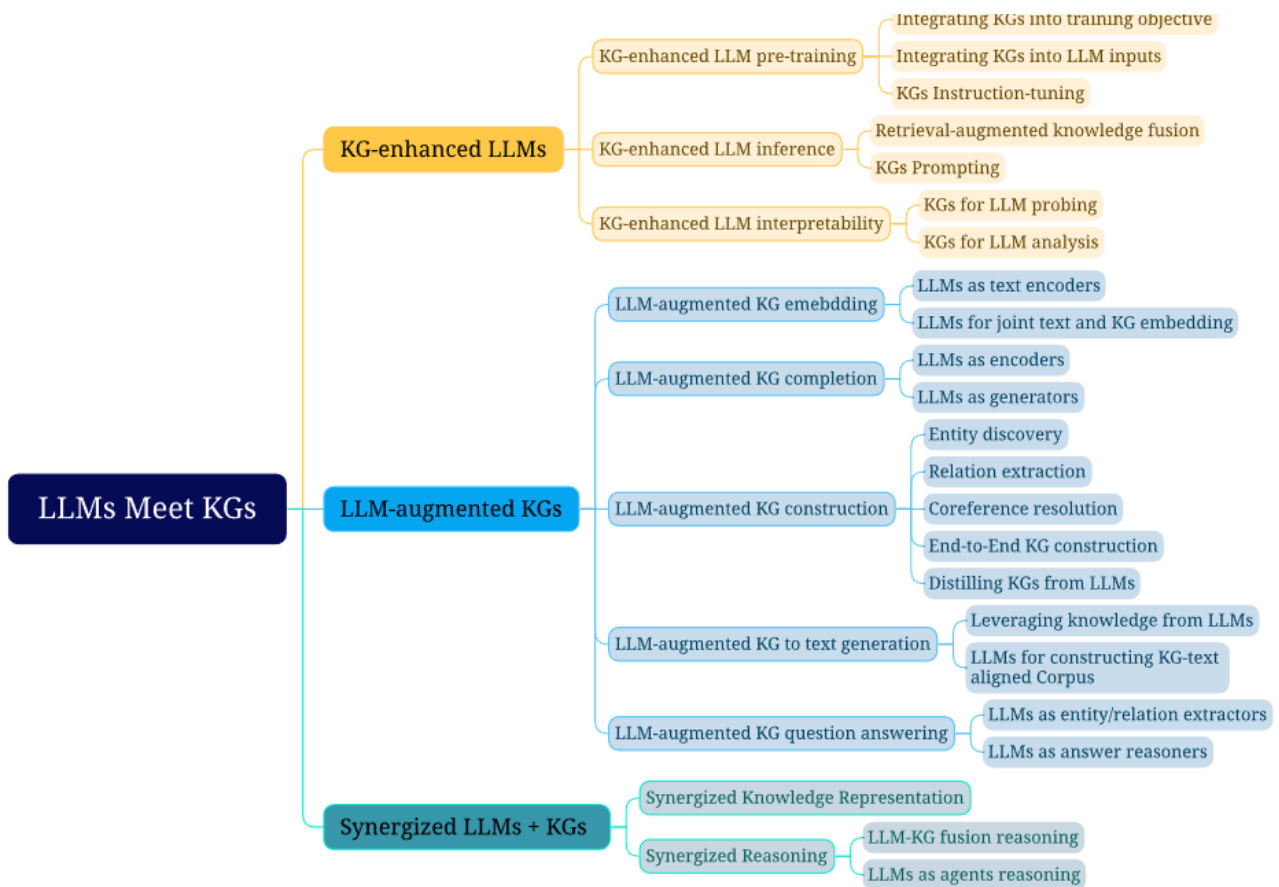 Integrating KGs into training objective
KG-enhanced LLM pre-training
Integrating KGs into LLM inputs
KGs Instruction-tuning
KG-enhanced LLMs
Retrieval-augmented knowledge fusion
KG-enhanced LLM inference
KGs Prompting
KG-enhanced LLM interpretability
KGs for LLM probing
KGs for LLM analysis
LLM-augmented KG emebdding
LLMs as text encoders
LLMs for joint text and KG embedding
LLM-augmented KG completion
LLMs as encoders
LLMs as generators
LLMs Meet KGs
LLM-augmented KGs
LLM-augmented KG construction
Entity discovery
Relation extraction
Coreference resolution
End-to-End KG construction
Distilling KGs from LLMs
LLM-augmented KG to text generation
Leveraging knowledge from LLMs
LLMs for constructing KG-text
aligned Corpus
LLM-augmented KG question answering
LLMs as entity/relation extractors
LLMs as answer reasoners
Synergized LLMs + KGs
Synergized Knowledge Representation
Synergized Reasoning
LLM-KG fusion reasoning
LLMs as agents reasoning